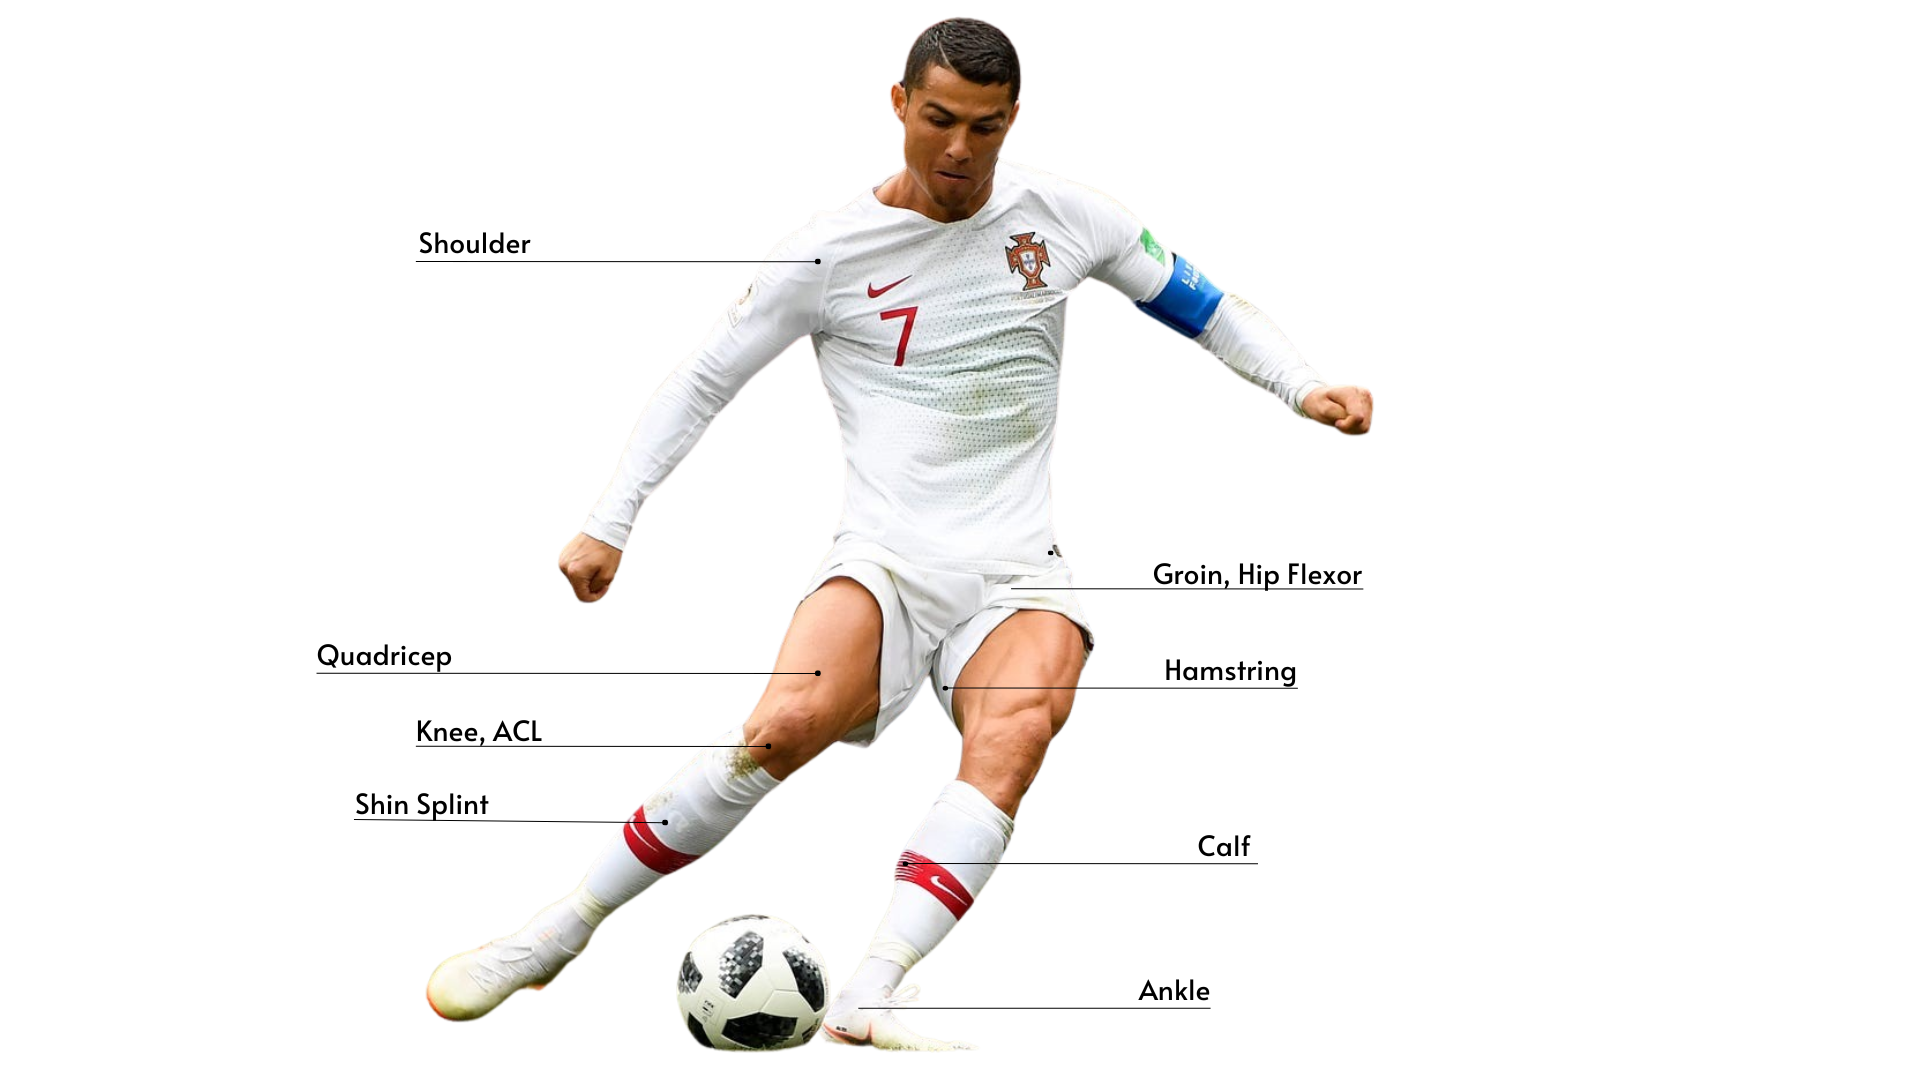 7
Shoulder
Groin, Hip Flexor
Quadricep
Hamstring
Knee, ACL
Shin Splint
Calf
Ankle